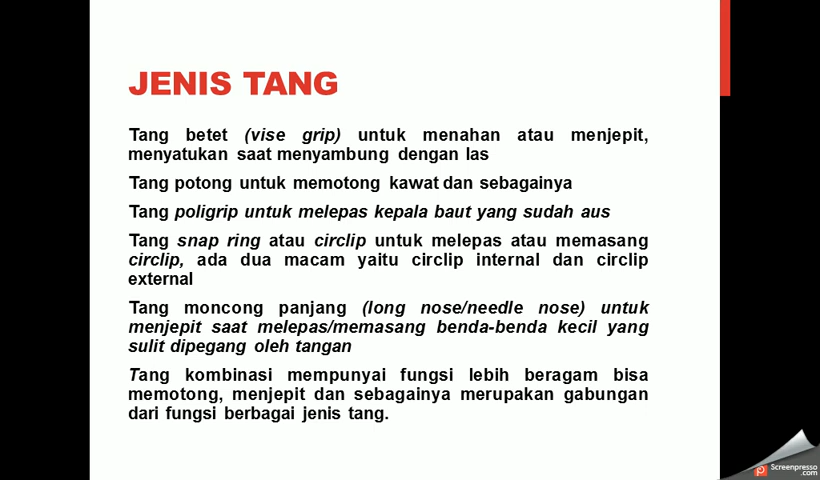 JENIS TANG
Tang betet (vise grip) untuk menahan atau menjepit,
menyatukan saat menyambung dengan las
Tang potong untuk memotong kawat dan sebagainya
Tang poligrip untuk melepas kepala baut yang sudah aus
Tang snap ring atau circlip untuk melepas atau memasang
circlip, ada dua macam yaitu circlip internal dan circlip
external
Tang moncong panjang (long nose/needle nose) untuk
menjepit saat melepas/memasang benda-benda kecil yang
sulit dipegang oleh tangan
Tang kombinasi mempunyai fungsi lebih beragam bisa
memotong, menjepit dan sebagainya merupakan gabungan
dari fungsi berbagai jenis tang.
Screenpresso
.com